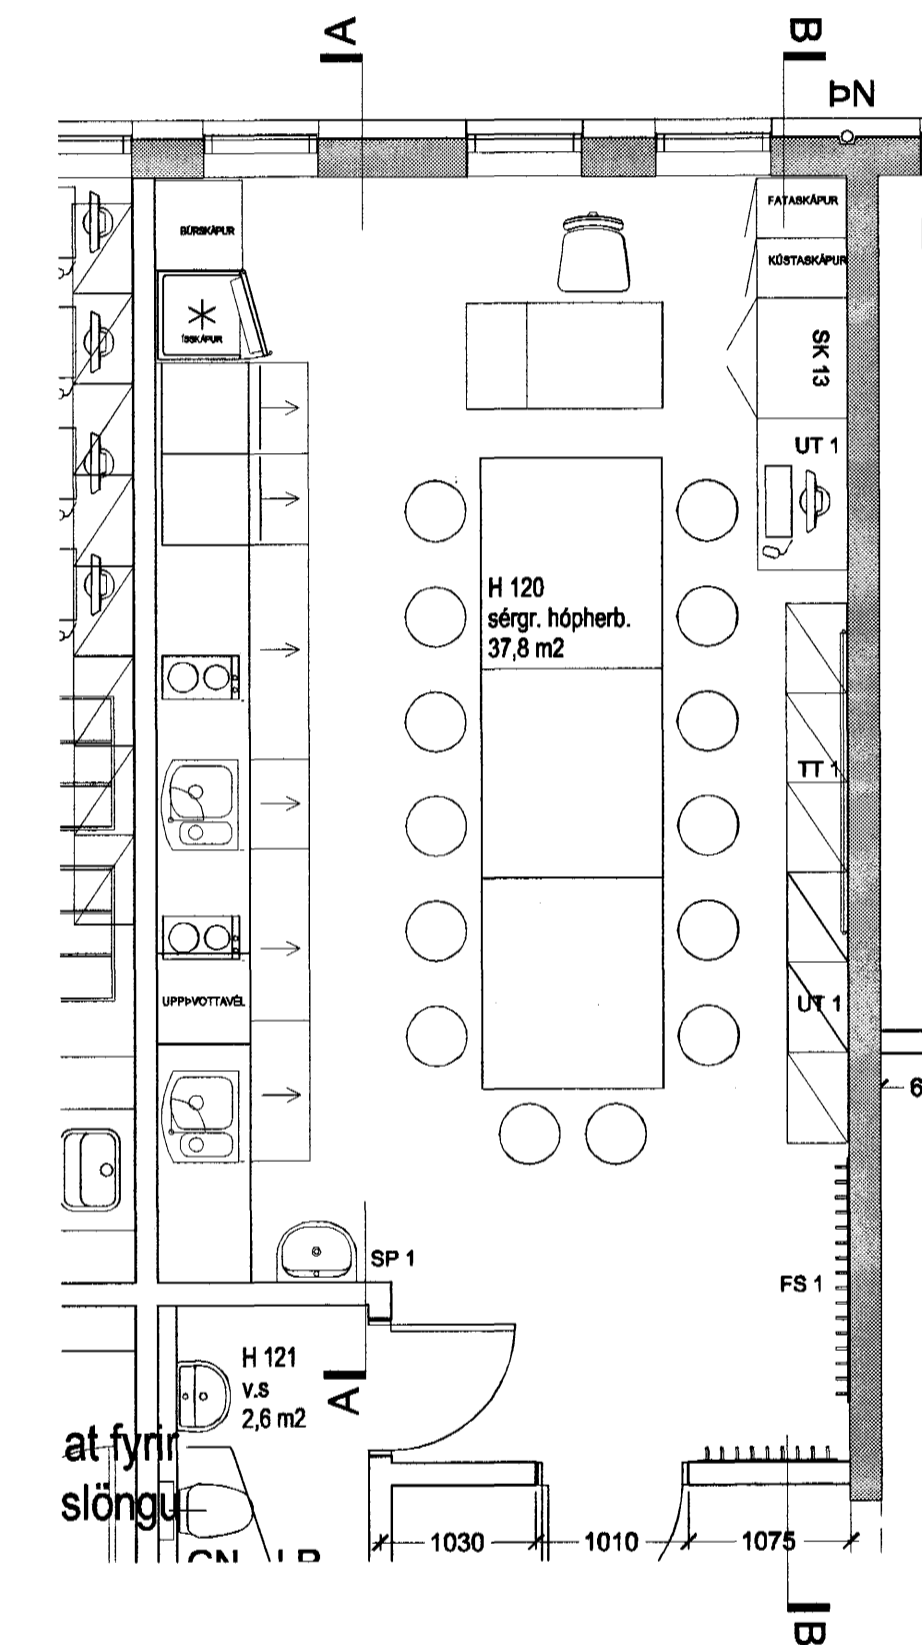 A
B
ÞN
FATASKÁPUR
BÚRSKÁPUR
KÚSTASKÁPUR
ÍSSKÁPUR
SK 13
UT 1
H 120
sérgr. hópherb.
37,8 m2
TT 1
UPPÞVOTTAVÉL
UT 1
6
SP 1
FS 1
H 121
v.s
2,6 m2
A
at fyrir
slöngu
1030
1010
1075
B